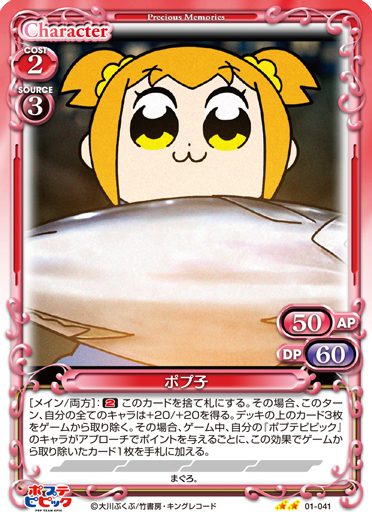 Precious Memories
Character
COST
2
SOURCE
3
50 AP
DP 60
ポプ子
[メイン/両方]: 2 このカードを捨て札にする。その場合、このター
ン、自分の全てのキャラは+20/+20を得る。デッキの上のカード3枚
をゲームから取り除く。その場合、ゲーム中、自分の『ポプテピピック』
のキャラがアプローチでポイントを与えるごとに、この効果でゲームか
ら取り除いたカード1枚を手札に加える。
まぐろ。
ポプテ
ピピック
POP TEAM EPIC
©大川ぶくぶ/竹書房・キングレコード
01-041